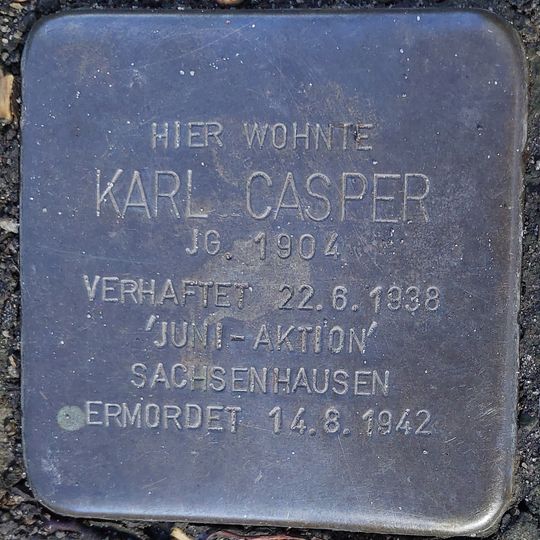 HIER WOHNTE
KARL CASPER
JG. 1904
VERHAFTET 22.6.1938
'JUNI-AKTION'
SACHSENHAUSEN
ERMORDET 14.8.1942